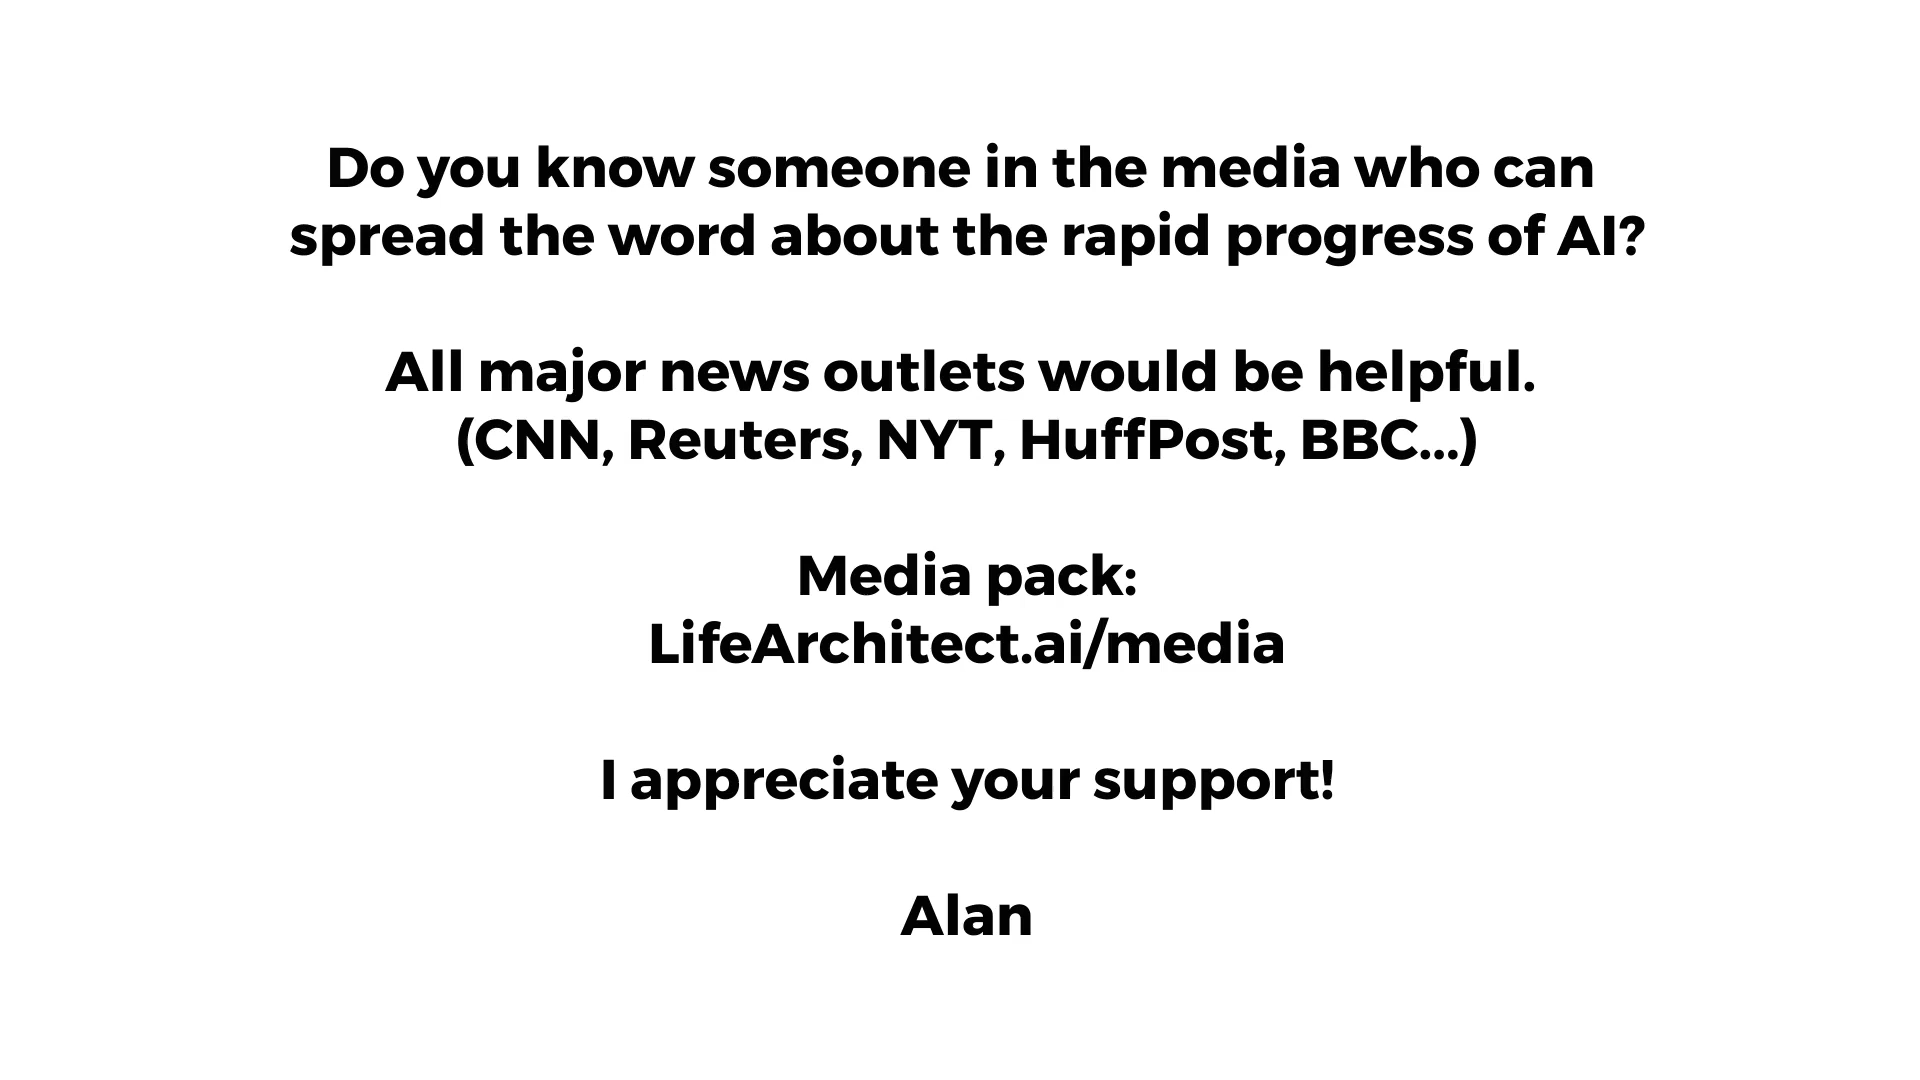 Do you know someone in the media who can
spread the word about the rapid progress of AI?
All major news outlets would be helpful.
(CNN, Reuters, NYT, HuffPost, BBC...)
Media pack:
LifeArchitect.ai/media
I appreciate your support!
Alan